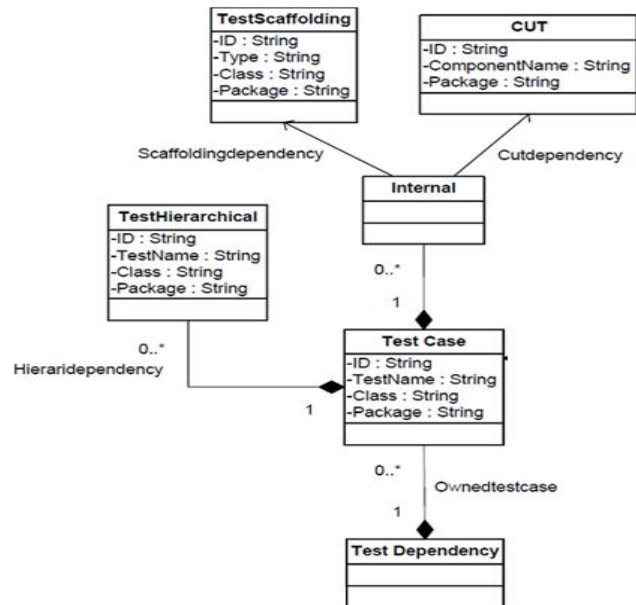 TestScaffolding
-ID : String
-Type : String
-Class : String
-Package : String
CUT
-ID : String
-ComponentName : String
-Package : String
Scaffoldingdependency
Cutdependency
Internal
TestHierarchical
-ID : String
-TestName : String
-Class : String
-Package : String
0..*
1
0..*
Hieraridependency
1
Test Case
-ID : String
-TestName : String
-Class : String
-Package : String
0..*
Ownedtestcase
1
Test Dependency